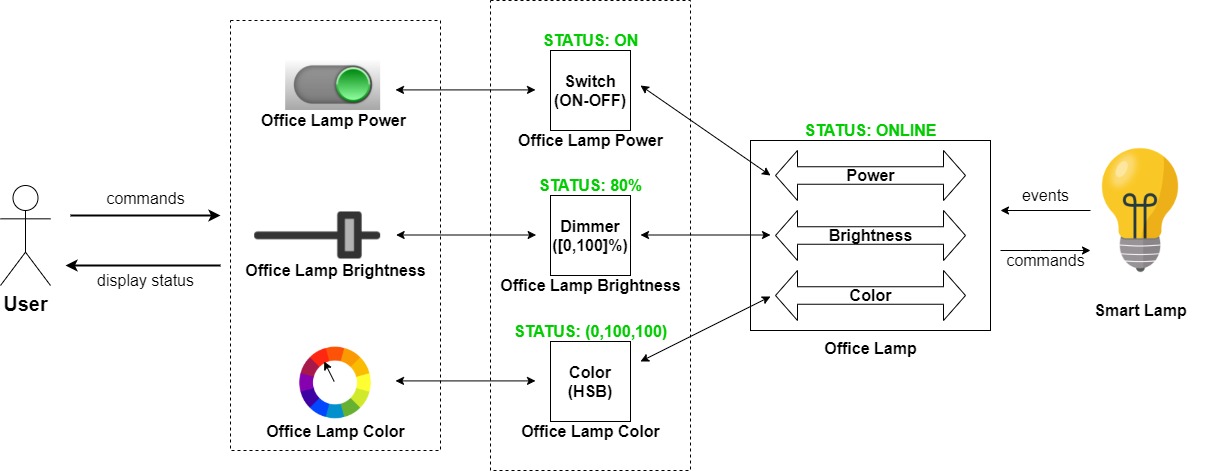 commands
display status
User
Office Lamp Power
Office Lamp Brightness
Office Lamp Color
STATUS: ON
Switch
(ON-OFF)
Office Lamp Power
STATUS: 80%
Dimmer
([0,100]%)
Office Lamp Brightness
STATUS: (0,100,100)
Color
(HSB)
Office Lamp Color
STATUS: ONLINE
Power
Brightness
Color
Office Lamp
events
commands
Smart Lamp